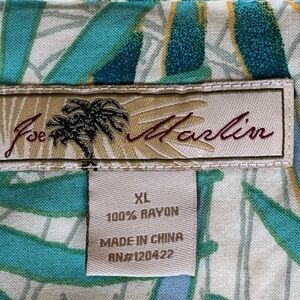 Joe Marlin
XL
100% RAYON
MADE IN CHINA
RN#120422